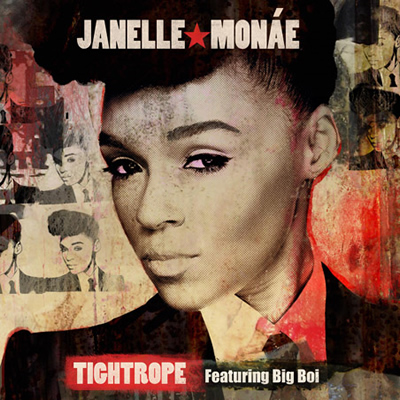 JANELLE★MONÁE
TIGHTROPE Featuring Big Boi